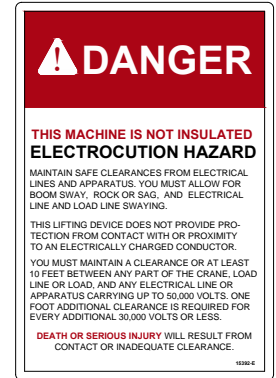 DANGER
THIS MACHINE IS NOT INSULATED
ELECTROCUTION HAZARD
MAINTAIN SAFE CLEARANCES FROM ELECTRICAL
LINES AND APPARATUS. YOU MUST ALLOW FOR
BOOM SWAY, ROCK OR SAG, AND ELECTRICAL
LINE AND LOAD LINE SWAYING.
THIS LIFTING DEVICE DOES NOT PROVIDE PRO-
TECTION FROM CONTACT WITH OR PROXIMITY
TO AN ELECTRICALLY CHARGED CONDUCTOR.
YOU MUST MAINTAIN A CLEARANCE OR AT LEAST
10 FEET BETWEEN ANY PART OF THE CRANE, LOAD
LINE OR LOAD, AND ANY ELECTRICAL LINE OR
APPARATUS CARRYING UP TO 50,000 VOLTS. ONE
FOOT ADDITIONAL CLEARANCE IS REQUIRED FOR
EVERY ADDITIONAL 30,000 VOLTS OR LESS.
DEATH OR SERIOUS INJURY WILL RESULT FROM
CONTACT OR INADEQUATE CLEARANCE.
15392-E